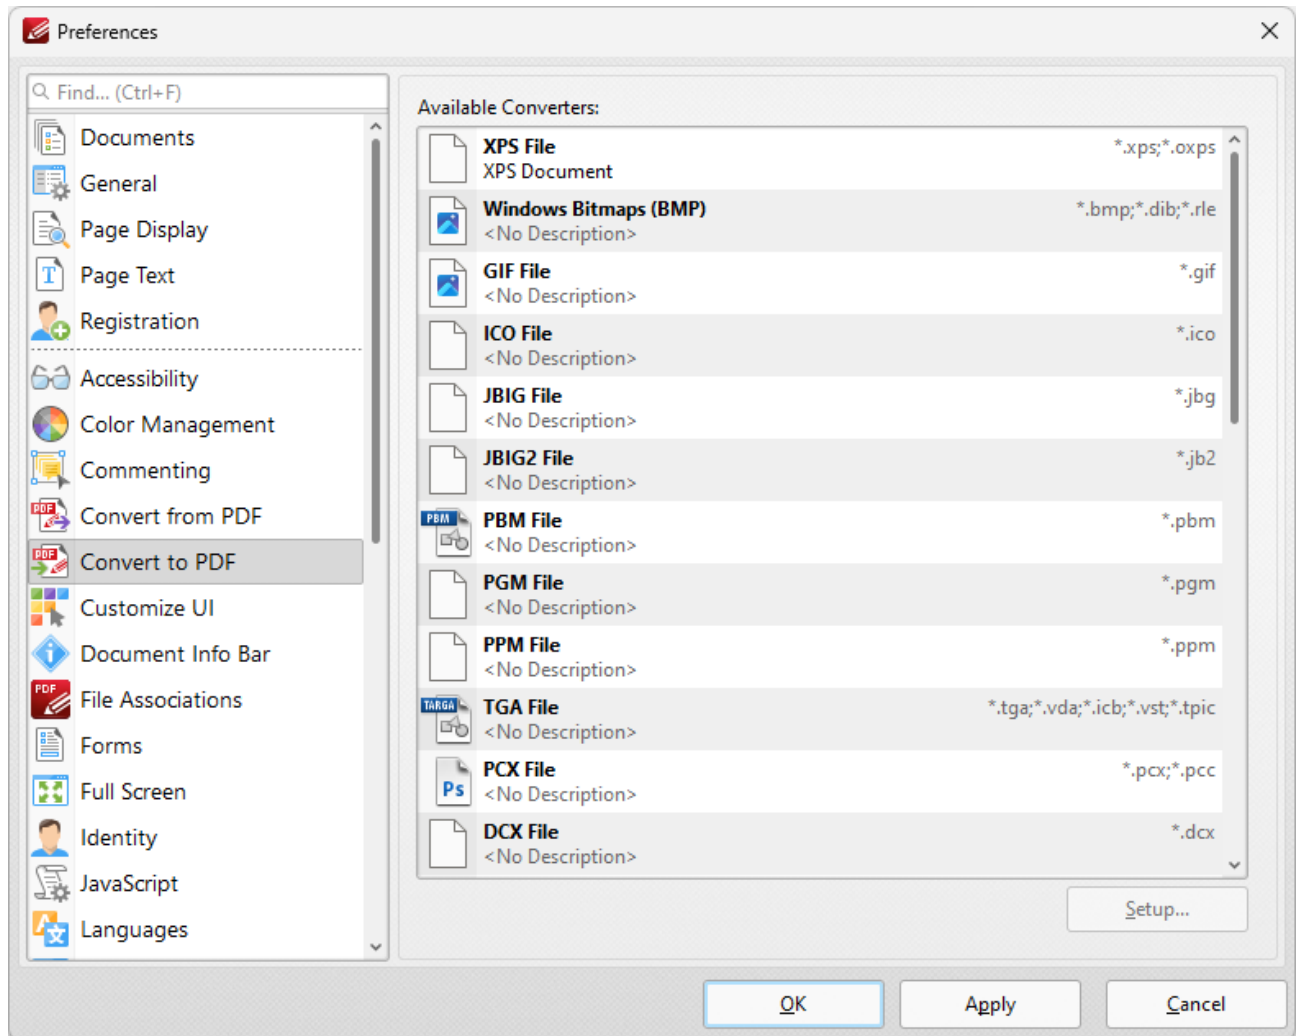 Preferences
Find... (Ctrl+F)
Documents
General
Page Display
Page Text
Registration
Accessibility
Color Management
Commenting
PDF
Convert from PDF
PDF
Convert to PDF
Customize UI
Document Info Bar
PDF
File Associations
Forms
Full Screen
Identity
JavaScript
Languages
Available Converters:
XPS File *.xps;*.oxps
XPS Document
Windows Bitmaps (BMP) *.bmp;*.dib;*.rle
<No Description>
GIF File *.gif
<No Description>
ICO File *.ico
<No Description>
JBIG File *.jbg
<No Description>
JBIG2 File *.jb2
<No Description>
PBM PBM File *.pbm
<No Description>
PGM File *.pgm
<No Description>
PPM File *.ppm
<No Description>
TARGA TGA File *.tga;*.vda;*.icb;*.vst;*.tpic
<No Description>
PCX File *.pcx;*.pcc
Ps <No Description>
DCX File *.dcx
<No Description>
Setup...
OK Apply Cancel